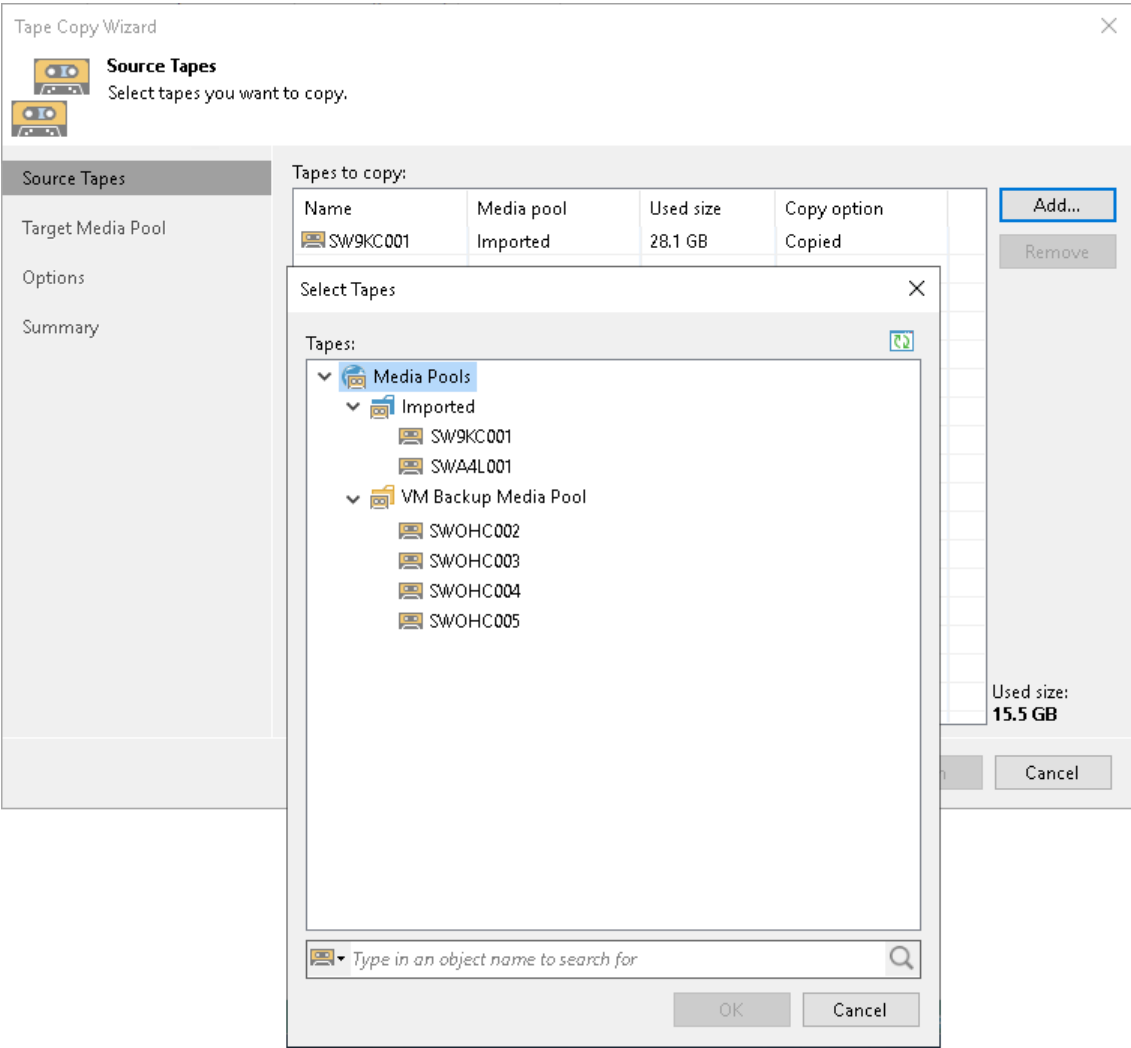 Tape Copy Wizard
Source Tapes
Select tapes you want to copy.
Source Tapes
Target Media Pool
Options
Summary
Tapes to copy:
Name Media pool Used size Copy option
SW9KC001 Imported 28.1 GB Copied
Add...
Remove
Select Tapes
Tapes:
Media Pools
Imported
SW9KC001
SWA4L001
VM Backup Media Pool
SWOHC002
SWOHC003
SWOHC004
SWOHC005
Type in an object name to search for
OK Cancel
Used size:
15.5 GB
Cancel